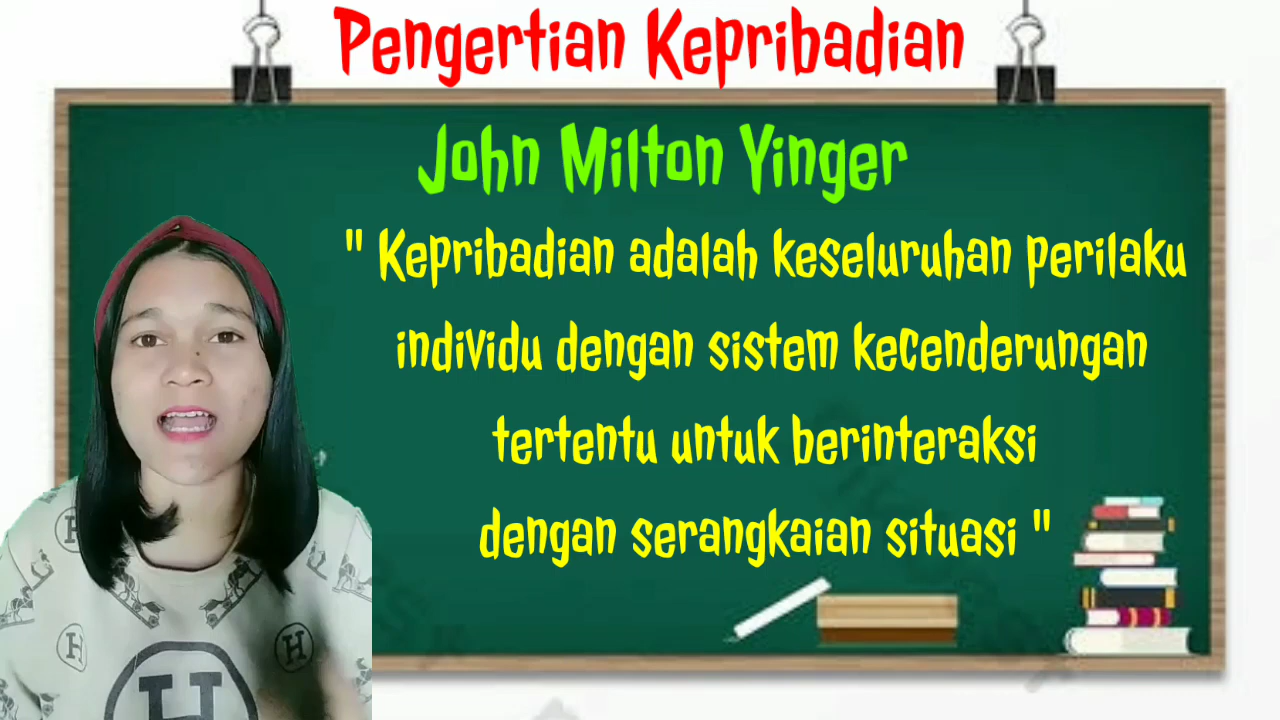 Pengertian Kepribadian
John Milton Yinger
" Kepribadian adalah keseluruhan perilaku
individu dengan sistem kecenderungan
tertentu untuk berinteraksi
dengan serangkaian situasi "
H
H
H